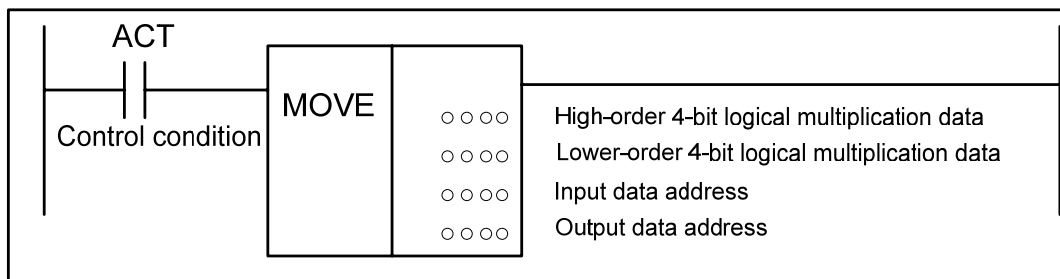 ACT
Control condition
MOVE
○○○○ High-order 4-bit logical multiplication data
○○○○ Lower-order 4-bit logical multiplication data
○○○○ Input data address
○○○○ Output data address